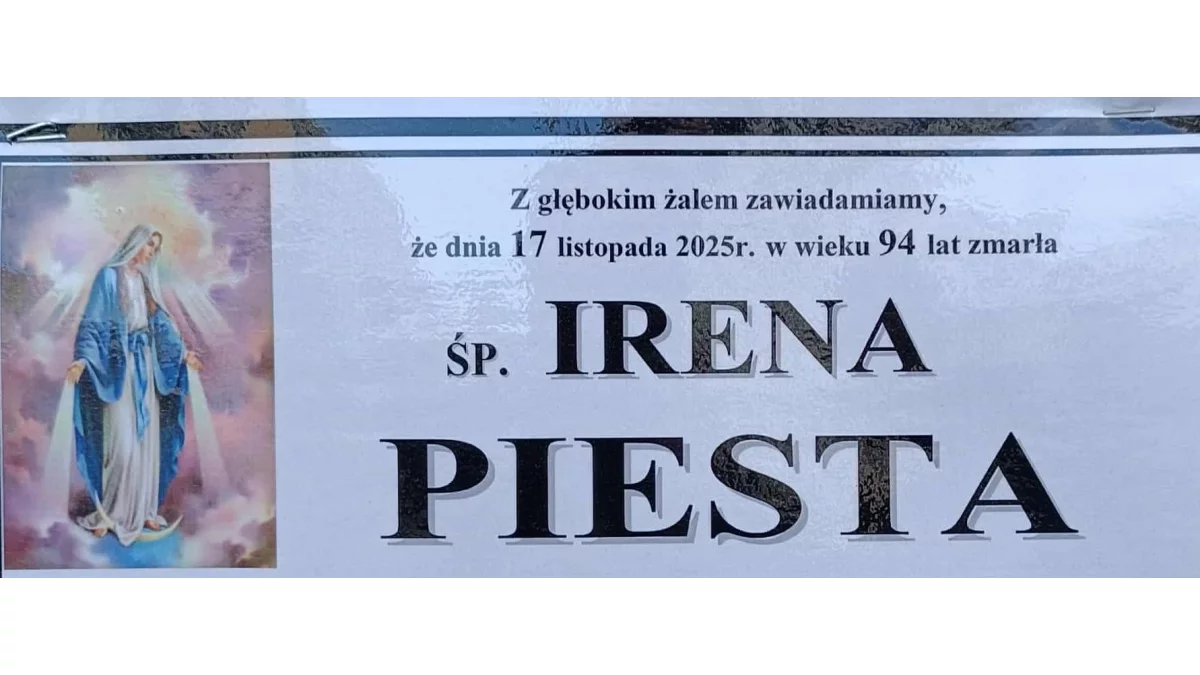 Z głębokim żalem zawiadamiamy,
że dnia 17 listopada 2025r. w wieku 94 lat zmarła
ŚP. IRENA
PIESTA